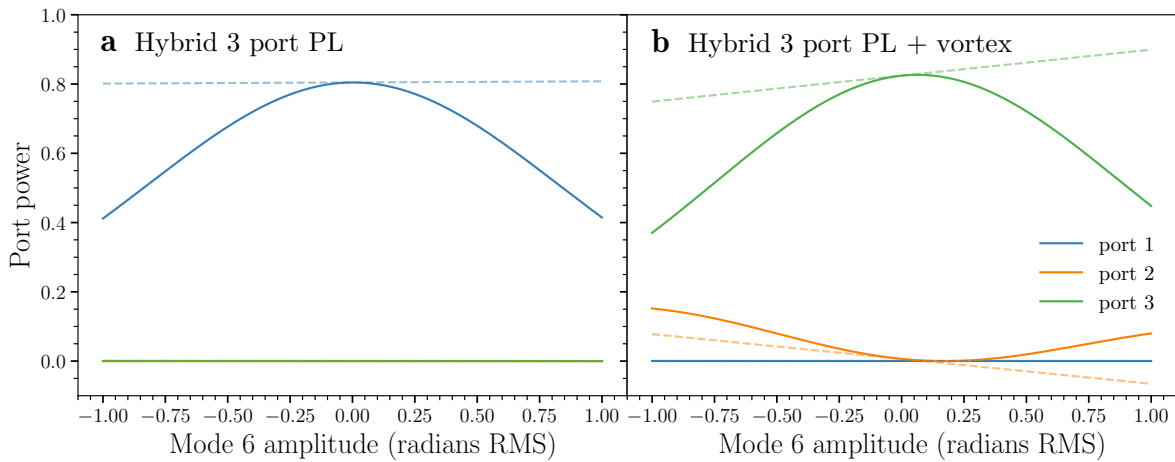 a Hybrid 3 port PL
b Hybrid 3 port PL + vortex
Port power
1.0
0.8
0.6
0.4
0.2
0.0
port 1
port 2
port 3
−1.00 −0.75 −0.50 −0.25 0.00 0.25 0.50 0.75 1.00
−1.00 −0.75 −0.50 −0.25 0.00 0.25 0.50 0.75 1.00
Mode 6 amplitude (radians RMS)
Mode 6 amplitude (radians RMS)